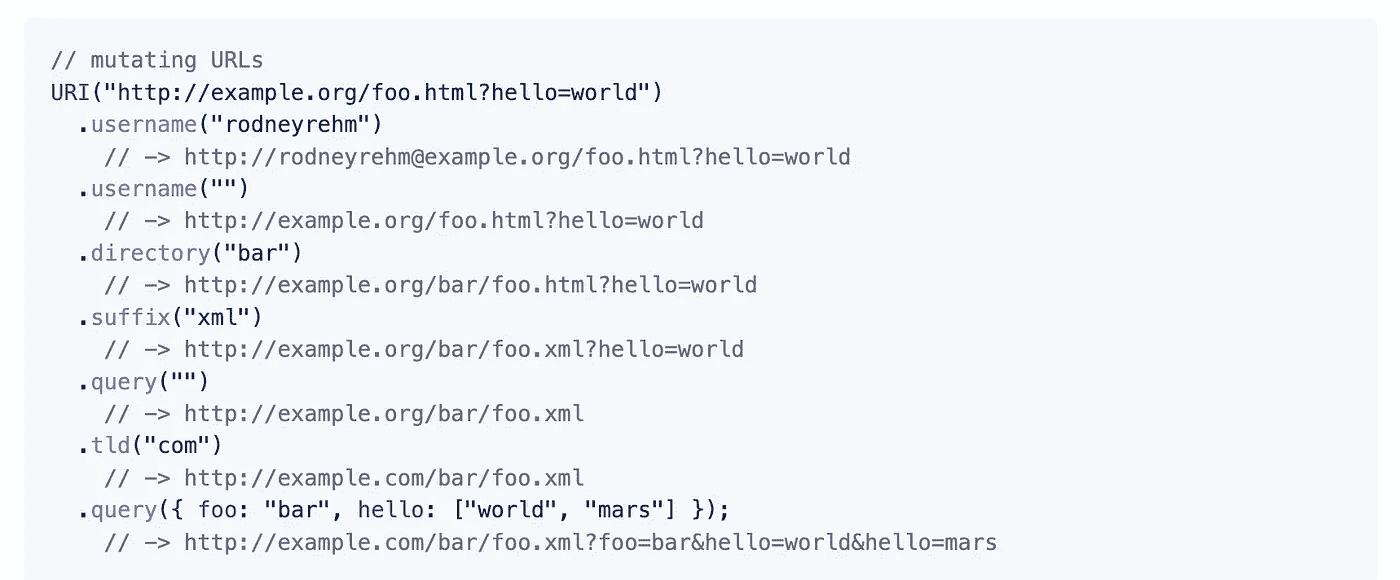 // mutating URLs
URI("http://example.org/foo.html?hello=world")
  .username("rodneyrehm")
    // -> http://rodneyrehm@example.org/foo.html?hello=world
  .username("")
    // -> http://example.org/foo.html?hello=world
  .directory("bar")
    // -> http://example.org/bar/foo.html?hello=world
  .suffix("xml")
    // -> http://example.org/bar/foo.xml?hello=world
  .query("")
    // -> http://example.org/bar/foo.xml
  .tld("com")
    // -> http://example.com/bar/foo.xml
  .query({ foo: "bar", hello: ["world", "mars"] });
    // -> http://example.com/bar/foo.xml?foo=bar&hello=world&hello=mars